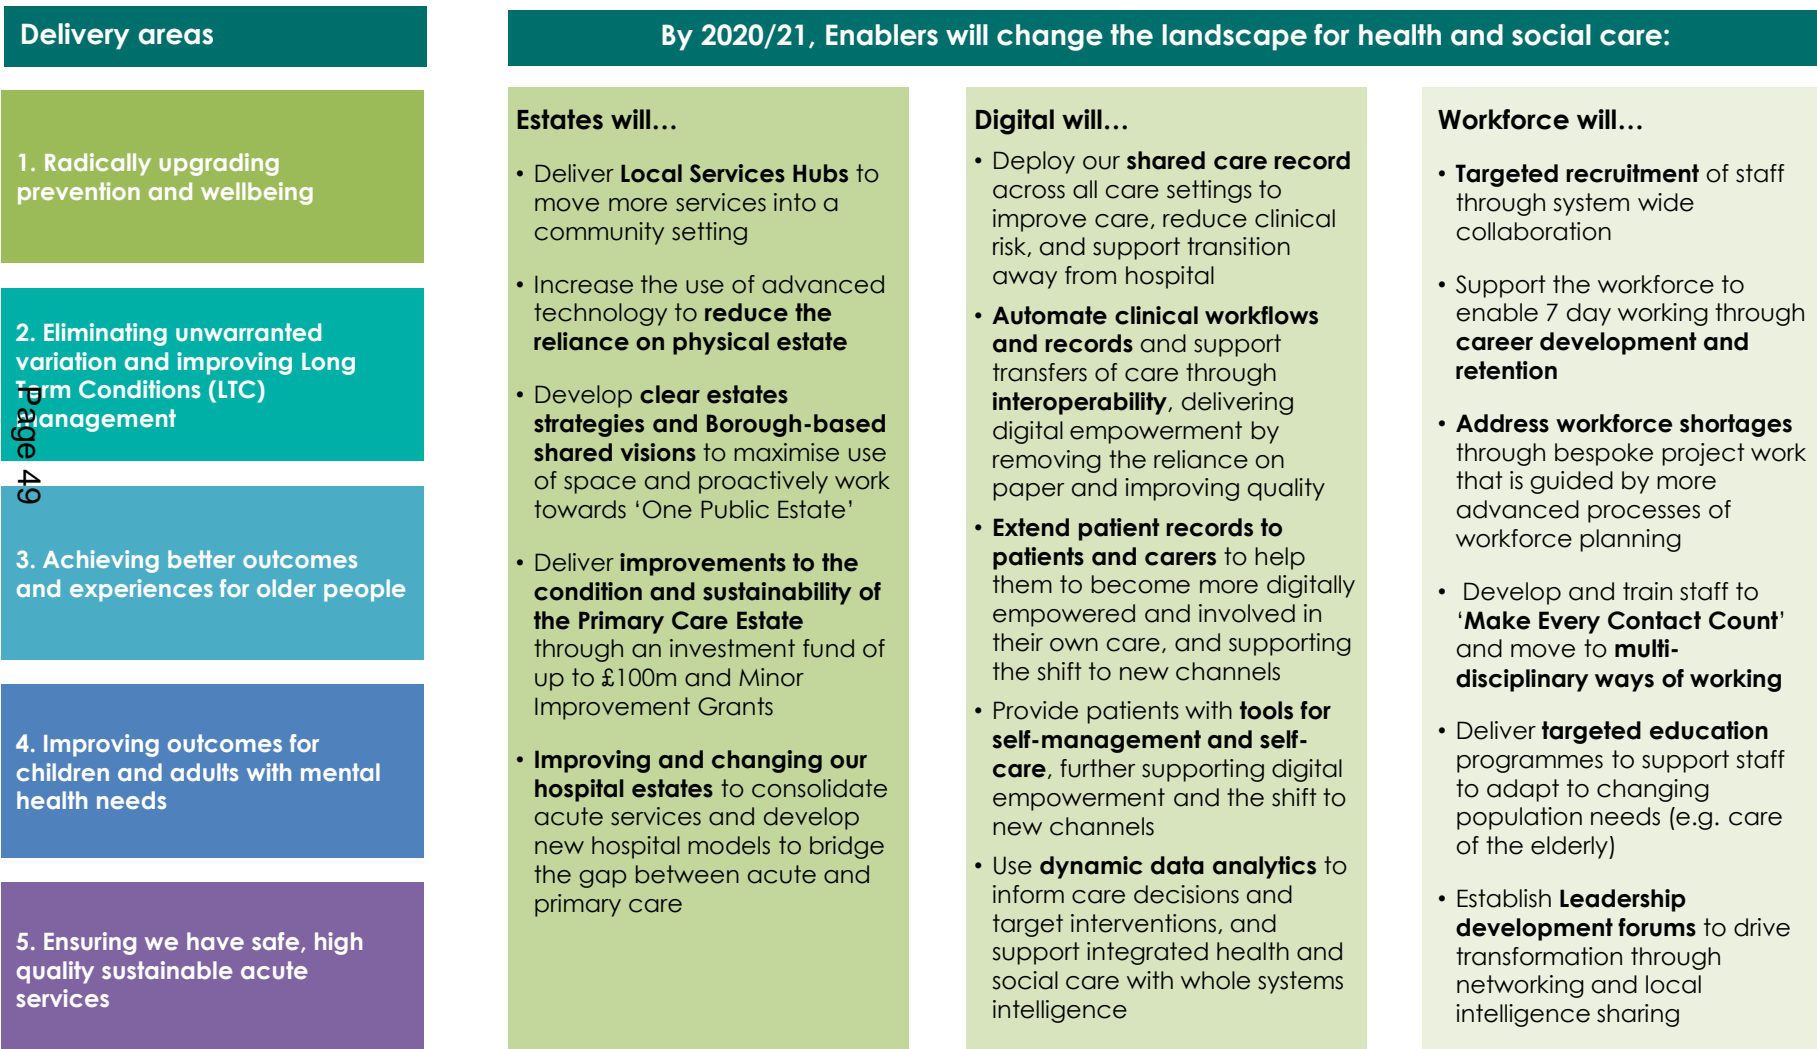 Delivery areas
1. Radically upgrading
prevention and wellbeing
2. Eliminating unwarranted
variation and improving Long
Term Conditions (LTC)
management
Page 49
3. Achieving better outcomes
and experiences for older people
4. Improving outcomes for
children and adults with mental
health needs
5. Ensuring we have safe, high
quality sustainable acute
services
By 2020/21, Enablers will change the landscape for health and social care:
Estates will…
• Deliver Local Services Hubs to
move more services into a
community setting
• Increase the use of advanced
technology to reduce the
reliance on physical estate
• Develop clear estates
strategies and Borough-based
shared visions to maximise use
of space and proactively work
towards ‘One Public Estate’
• Deliver improvements to the
condition and sustainability of
the Primary Care Estate
through an investment fund of
up to £100m and Minor
Improvement Grants
• Improving and changing our
hospital estates to consolidate
acute services and develop
new hospital models to bridge
the gap between acute and
primary care
Digital will…
• Deploy our shared care record
across all care settings to
improve care, reduce clinical
risk, and support transition
away from hospital
• Automate clinical workflows
and records and support
transfers of care through
interoperability, delivering
digital empowerment by
removing the reliance on
paper and improving quality
• Extend patient records to
patients and carers to help
them to become more digitally
empowered and involved in
their own care, and supporting
the shift to new channels
• Provide patients with tools for
self-management and self-
care, further supporting digital
empowerment and the shift to
new channels
• Use dynamic data analytics to
inform care decisions and
target interventions, and
support integrated health and
social care with whole systems
intelligence
Workforce will…
• Targeted recruitment of staff
through system wide
collaboration
• Support the workforce to
enable 7 day working through
career development and
retention
• Address workforce shortages
through bespoke project work
that is guided by more
advanced processes of
workforce planning
• Develop and train staff to
‘Make Every Contact Count’
and move to multi-
disciplinary ways of working
• Deliver targeted education
programmes to support staff
to adapt to changing
population needs (e.g. care
of the elderly)
• Establish Leadership
development forums to drive
transformation through
networking and local
intelligence sharing